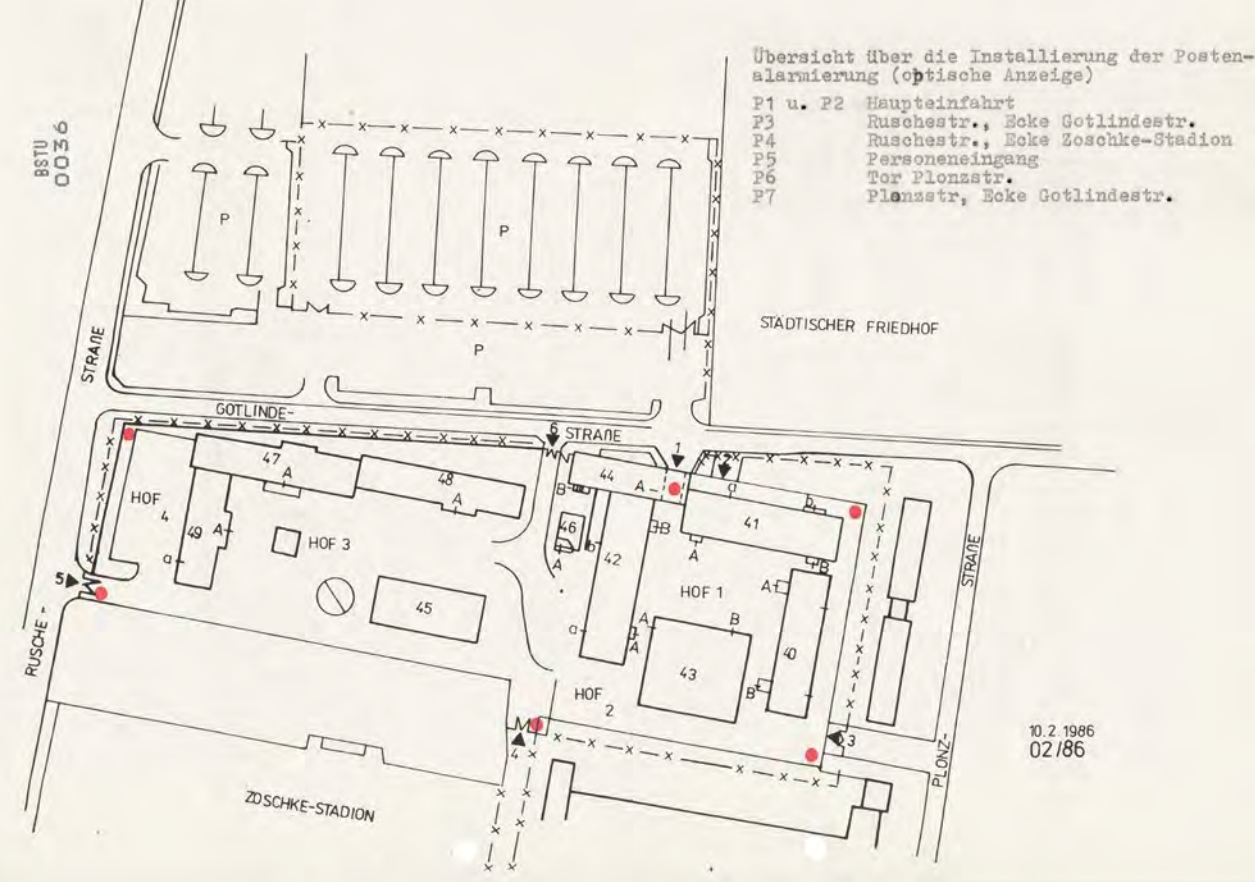 Übersicht über die Installierung der Posten-
alarmierung (optische Anzeige)
P1 u. P2 Haupteinfahrt
P3 Ruschestr., Ecke Gotlindestr.
P4 Ruschestr., Ecke Zoschke-Stadion
P5 Personeneingang
P6 Tor Plonzstr.
P7 Plonzstr, Ecke Gotlindestr.
BSTU
0036
P
P
P
STÄDTISCHER FRIEDHOF
STRAßE
GOTLINDE-
STRAßE
6
1
2
47
A
48
A
44
A
B
a
b
41
A
B
HOF
4
49
A
a
HOF 3
46
A
b
42
B
a
A
HOF 1
A
B
43
A
40
B
STRAßE
5
45
RUSCHE-
HOF
2
4
3
PLONZ-
10.2.1986
02/86
ZOSCHKE-STADION